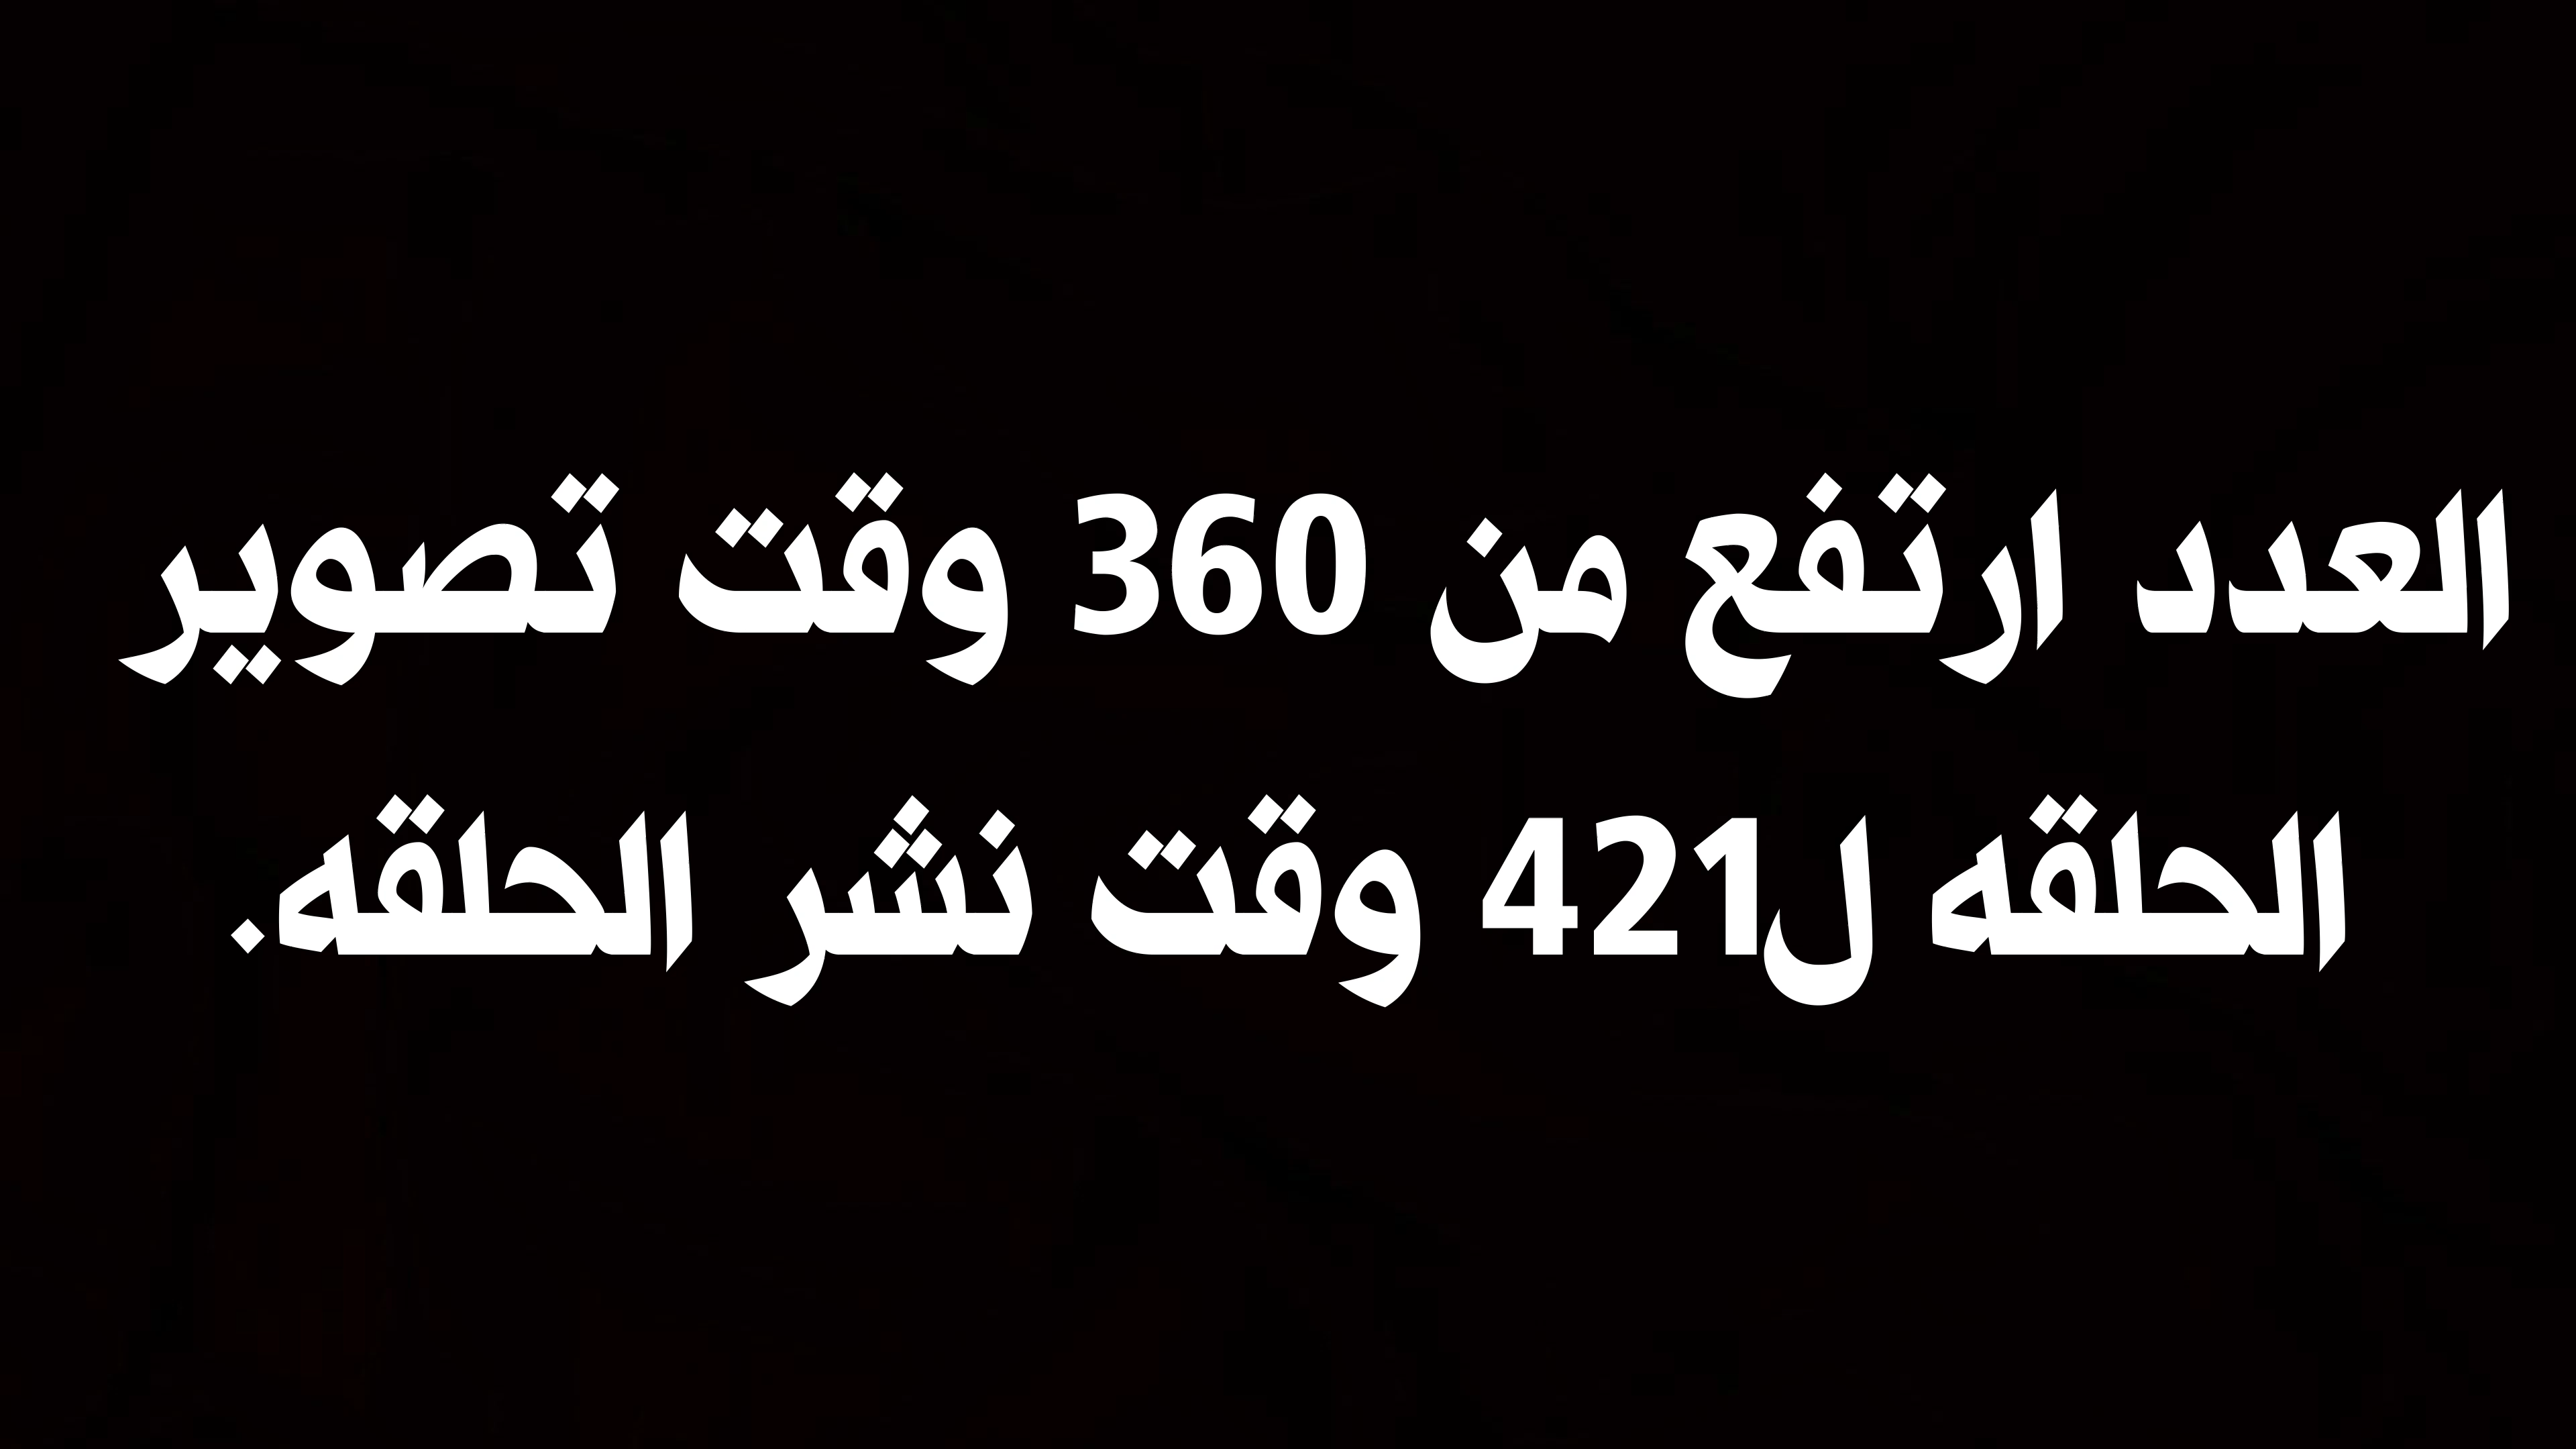 العدد ارتفع من 360 وقت تصوير
الحلقه ل421 وقت نشر الحلقه.